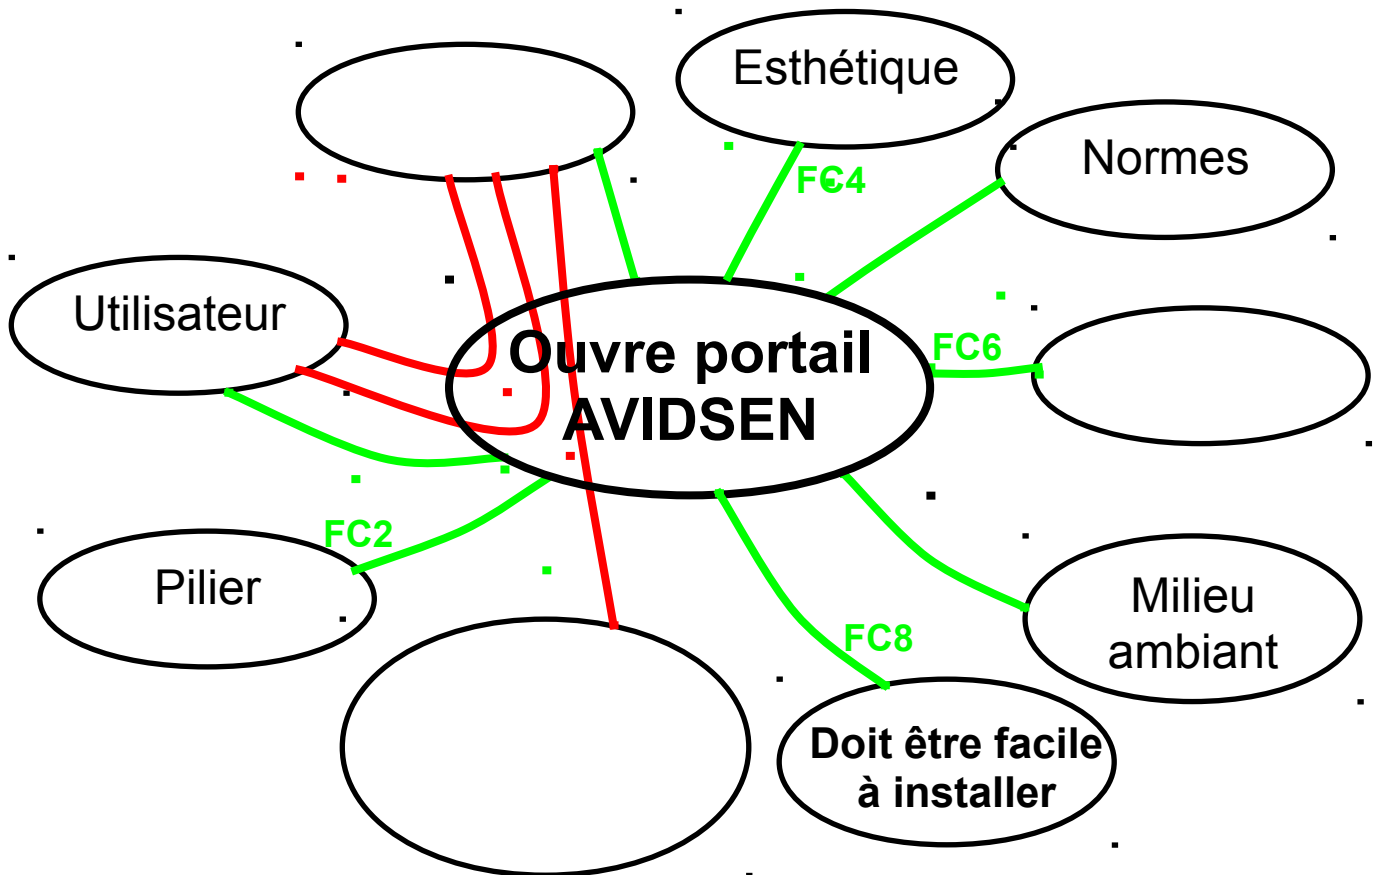 Esthétique
FC4
Normes
Utilisateur
Ouvre portail
AVIDSEN
FC6
FC2
Pilier
FC8
Milieu
ambiant
Doit être facile
à installer